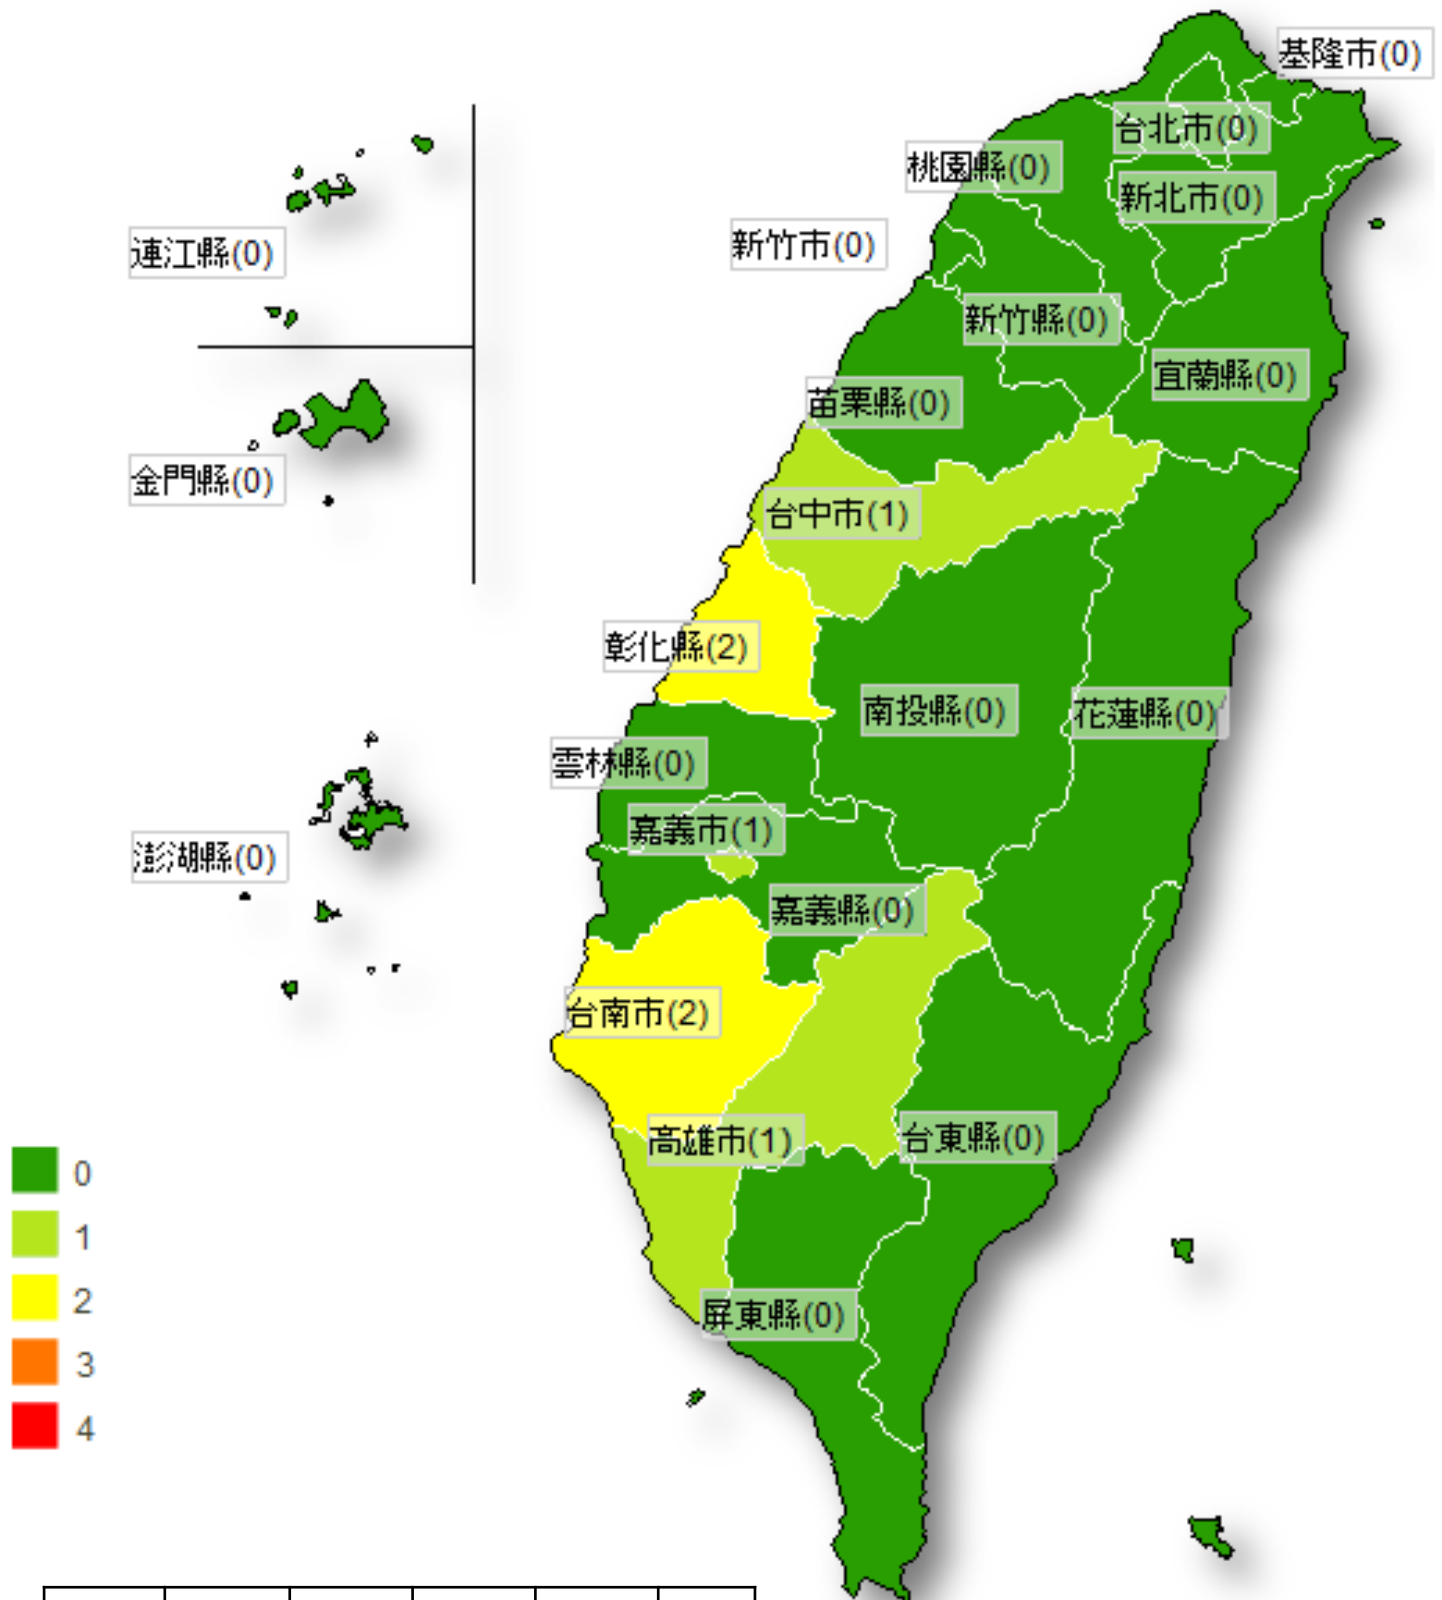 基隆市(0)
台北市(0)
桃園縣(0)
新北市(0)
新竹市(0)
連江縣(0)
新竹縣(0)
宜蘭縣(0)
苗栗縣(0)
金門縣(0)
台中市(1)
彰化縣(2)
南投縣(0)
花蓮縣(0)
雲林縣(0)
嘉義市(1)
澎湖縣(0)
嘉義縣(0)
台南市(2)
高雄市(1)
台東縣(0)
屏東縣(0)
0
1
2
3
4